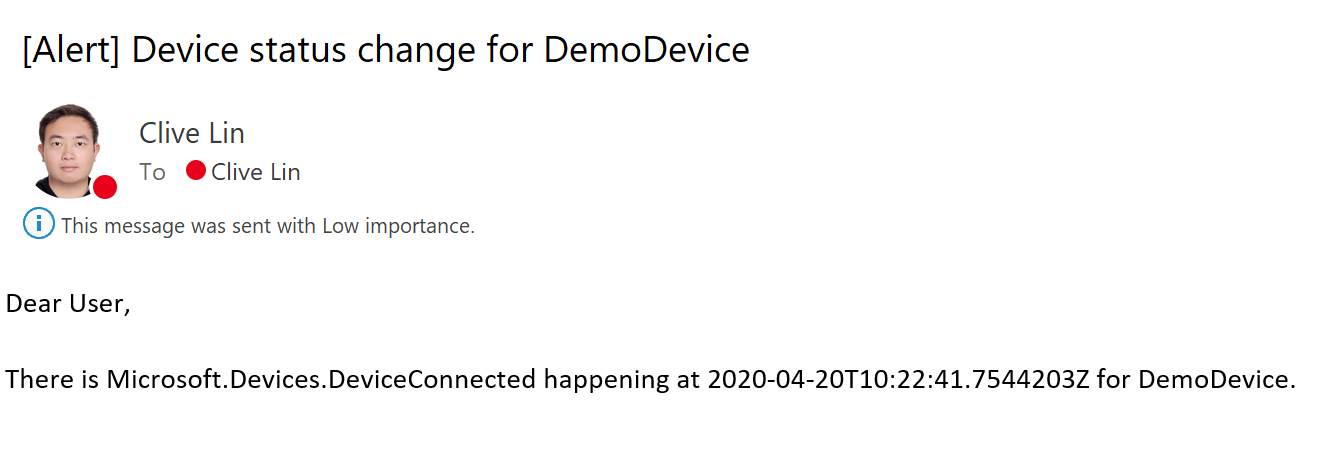 [Alert] Device status change for DemoDevice
Clive Lin
To Clive Lin
This message was sent with Low importance.
Dear User,
There is Microsoft.Devices.DeviceConnected happening at 2020-04-20T10:22:41.7544203Z for DemoDevice.